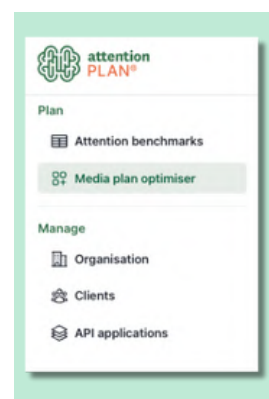 attention
PLAN®
Plan
Attention benchmarks
Media plan optimiser
Manage
Organisation
Clients
API applications